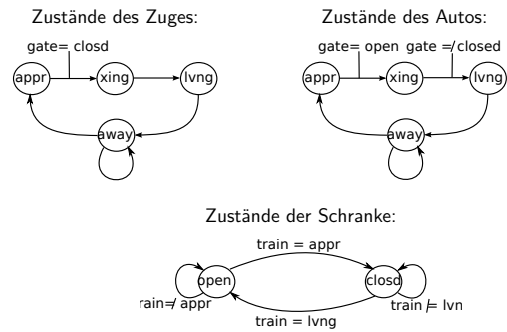 Zustände des Zuges:
gate= closd
appr
xing
lvng
away
Zustände des Autos:
gate= open
gate ≠ closed
appr
xing
lvng
away
Zustände der Schranke:
train = appr
open
closd
rain≠ appr
train ≠ lvn
train = lvng